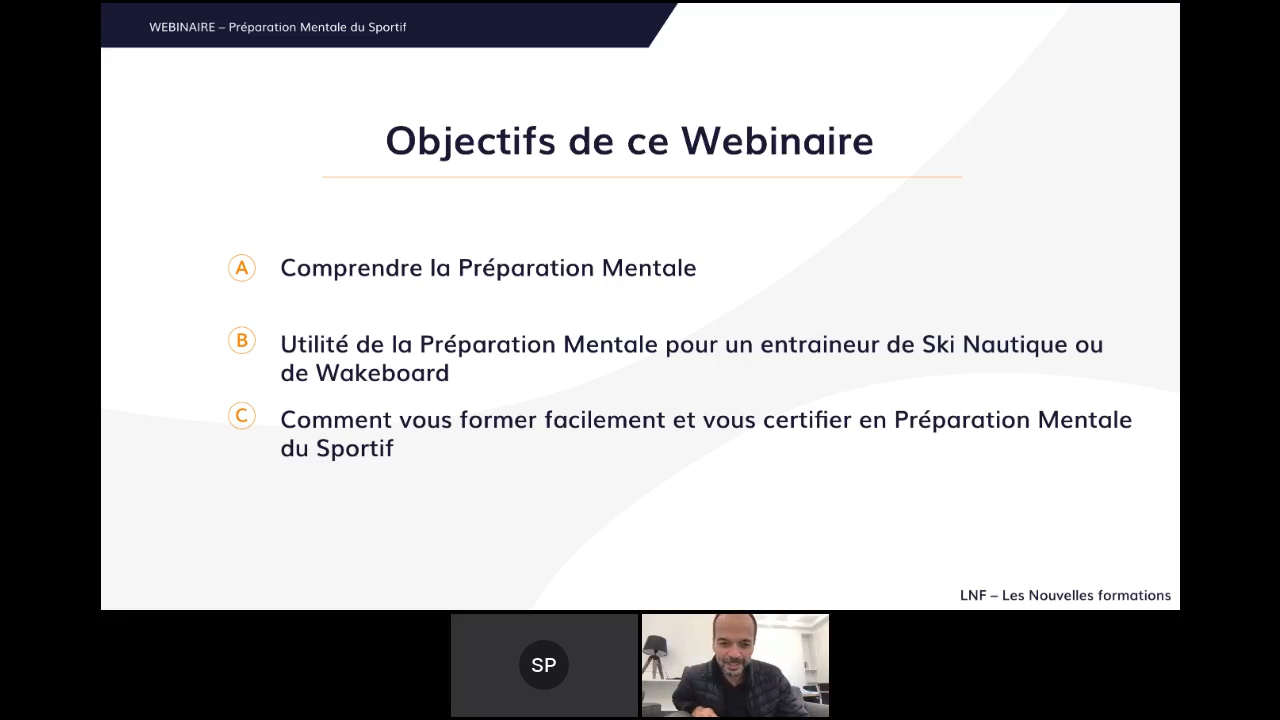 WEBINAIRE – Préparation Mentale du Sportif
Objectifs de ce Webinaire
A Comprendre la Préparation Mentale
B Utilité de la Préparation Mentale pour un entraineur de Ski Nautique ou
de Wakeboard
C Comment vous former facilement et vous certifier en Préparation Mentale
du Sportif
LNF – Les Nouvelles formations
SP